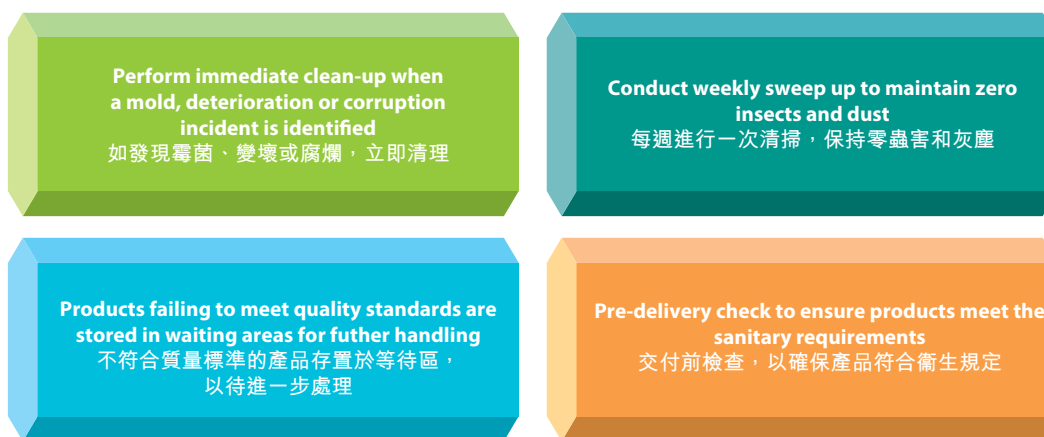 Perform immediate clean-up when
a mold, deterioration or corruption
incident is identified
如發現霉菌、變壞或腐爛，立即清理
Conduct weekly sweep up to maintain zero
insects and dust
每週進行一次清掃，保持零蟲害和灰塵
Products failing to meet quality standards are
stored in waiting areas for futher handling
不符合質量標準的產品存置於等待區，
以待進一步處理
Pre-delivery check to ensure products meet the
sanitary requirements
交付前檢查，以確保產品符合衞生規定